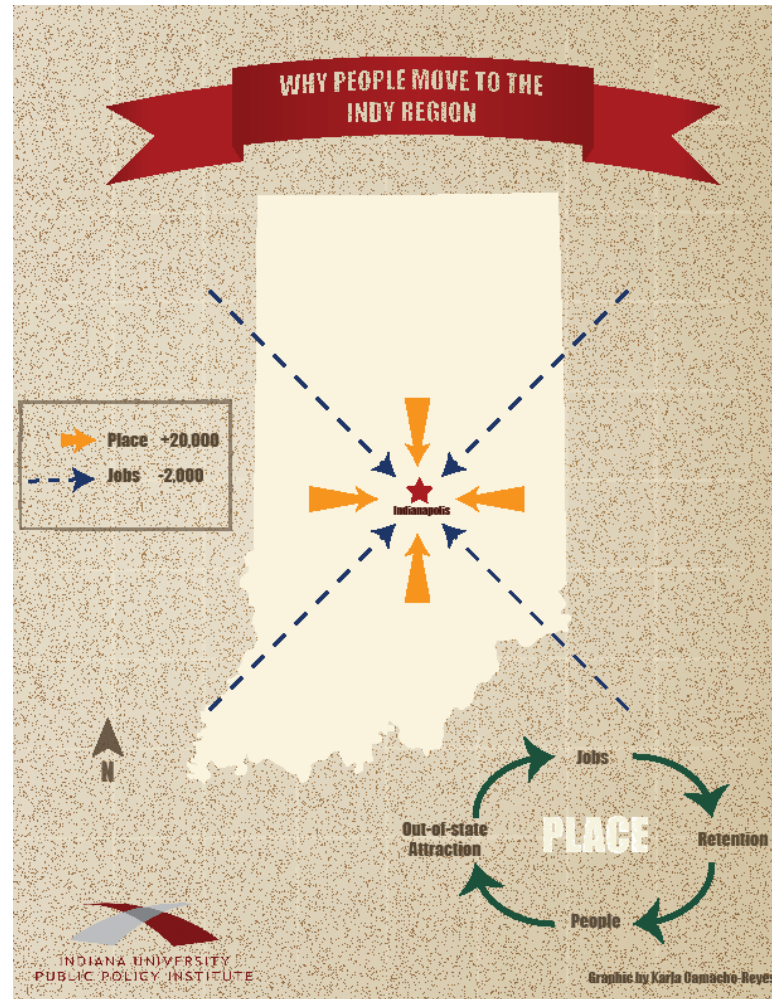 WHY PEOPLE MOVE TO THE
INDY REGION
Place +20,000
Jobs -2,000
Indianapolis
N
Jobs
Out-of-state
Attraction
PLACE
Retention
People
INDIANA UNIVERSITY
PUBLIC POLICY INSTITUTE
Graphic by Karla Camacho-Reyes